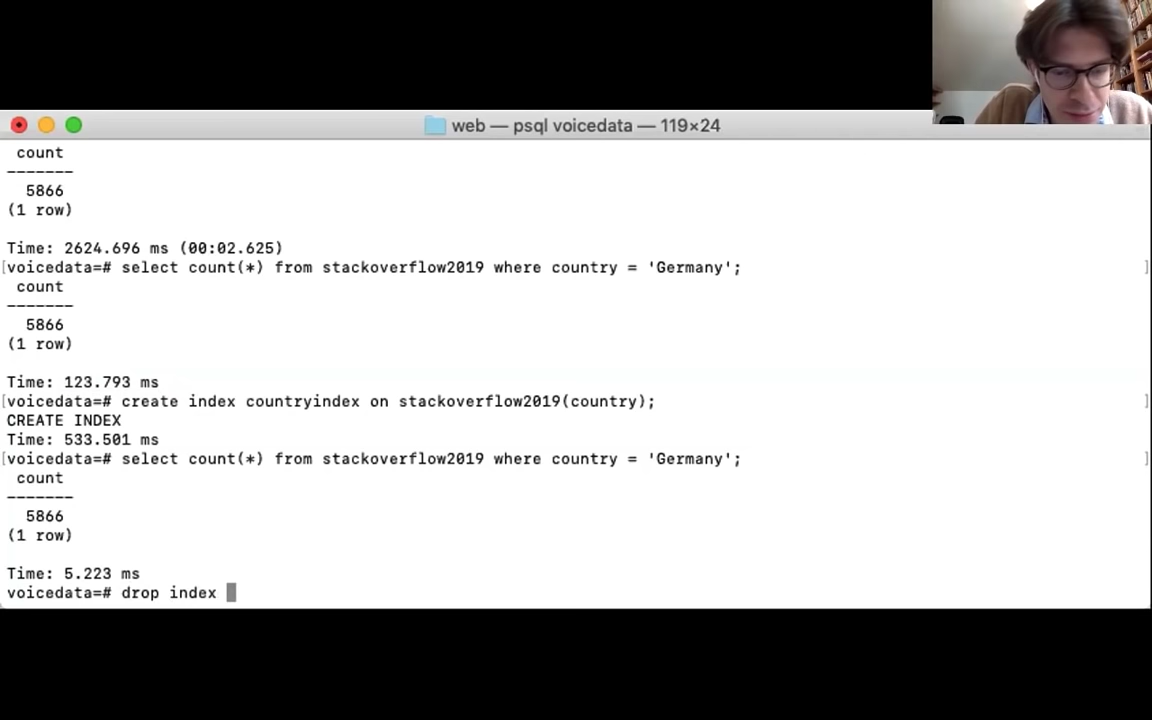 web — psql voicedata — 119×24
count
-------
5866
(1 row)
Time: 2624.696 ms (00:02.625)
[voicedata=# select count(*) from stackoverflow2019 where country = 'Germany'; ]
count
-------
5866
(1 row)
Time: 123.793 ms
[voicedata=# create index countryindex on stackoverflow2019(country); ]
CREATE INDEX
Time: 533.501 ms
[voicedata=# select count(*) from stackoverflow2019 where country = 'Germany'; ]
count
-------
5866
(1 row)
Time: 5.223 ms
voicedata=# drop index